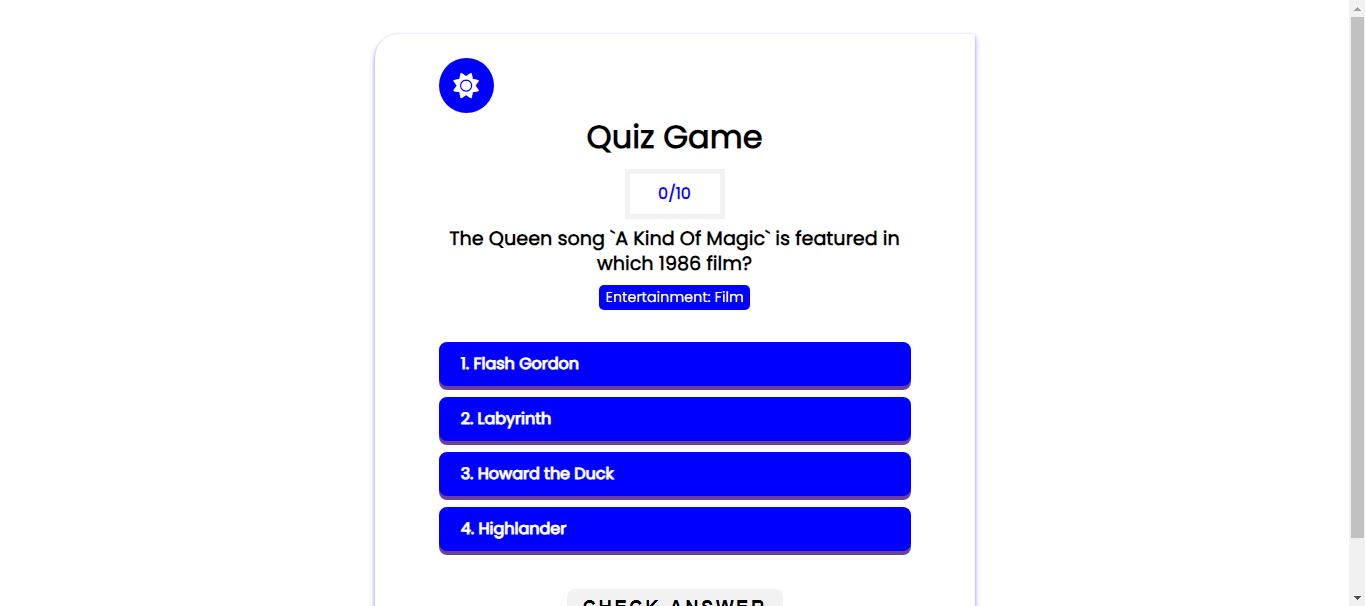 Quiz Game
0/10
The Queen song `A Kind Of Magic` is featured in
which 1986 film?
Entertainment: Film
1. Flash Gordon
2. Labyrinth
3. Howard the Duck
4. Highlander
CHECK ANSWER